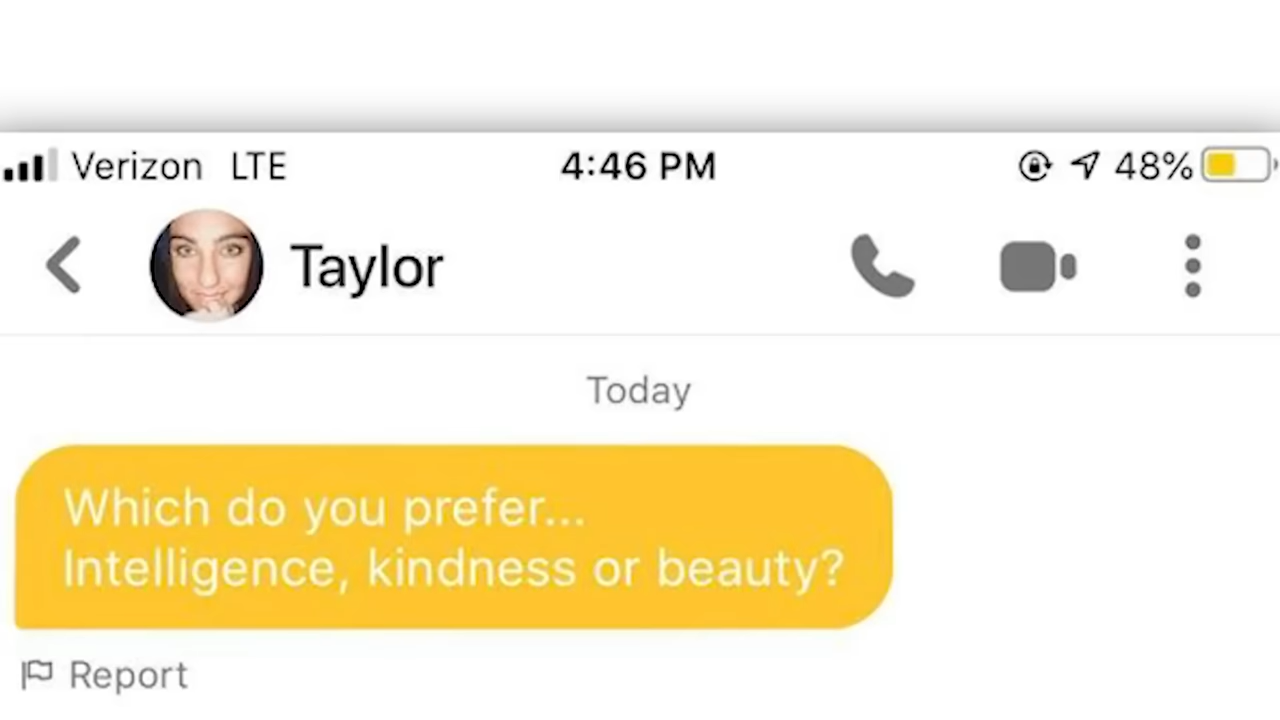 Verizon LTE 4:46 PM 48%
Taylor
Today
Which do you prefer...
Intelligence, kindness or beauty?
Report